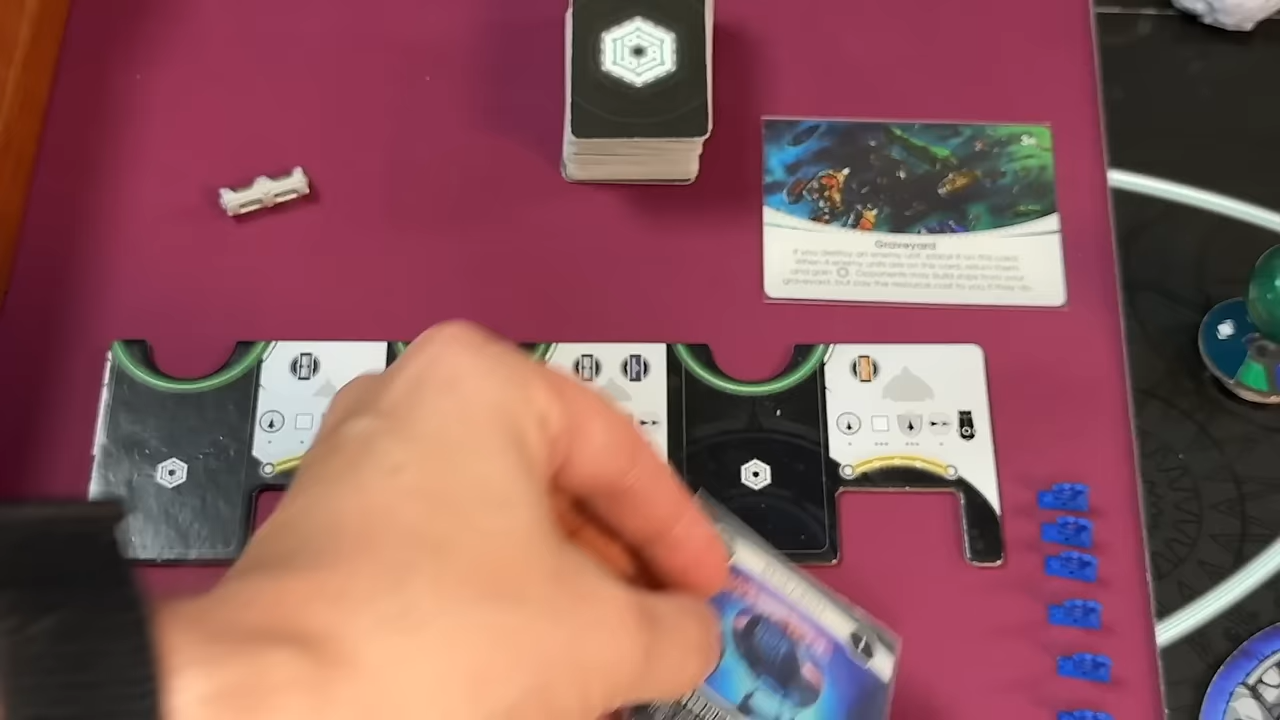 3+
Graveyard
If you destroy an enemy unit, place it on this card.
When 4 enemy units are on this card, return them
and gain Opponents may build ships from your
graveyard, but pay the resource cost to you if they do.